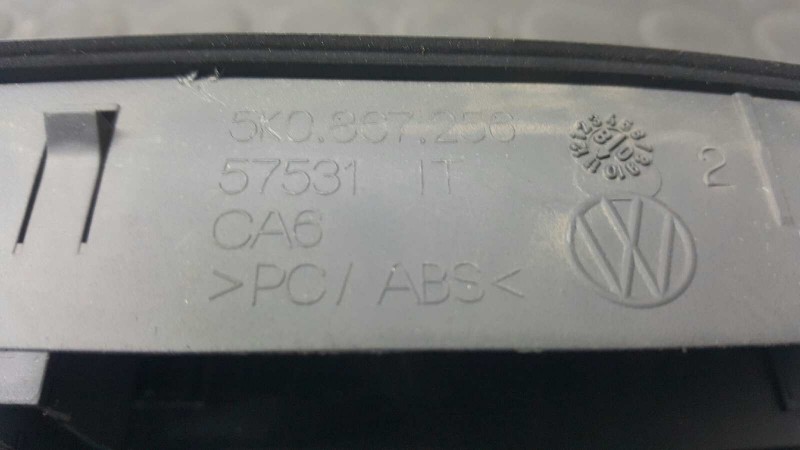 5K0.867.256
57531 IT
CA6
>PC/ ABS<
2